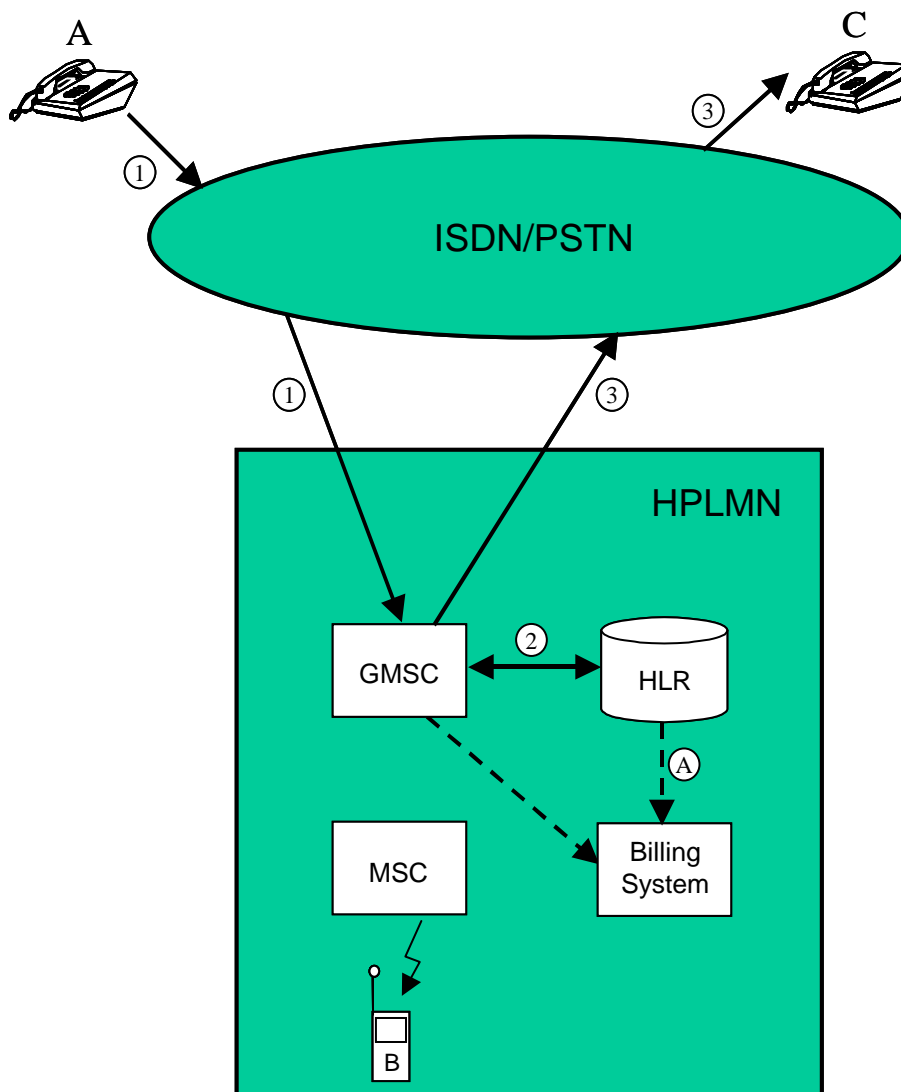 A
C
3
1
ISDN/PSTN
1
3
HPLMN
2
GMSC
HLR
A
MSC
Billing
System
B